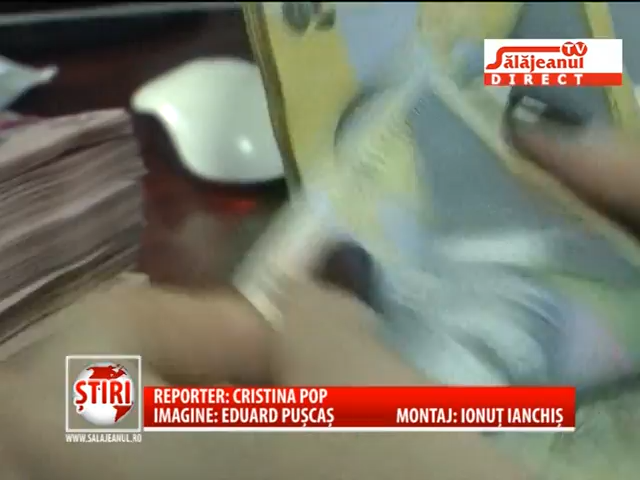 Sălăjeanul TV
DIRECT
ȘTIRI
REPORTER: CRISTINA POP
IMAGINE: EDUARD PUȘCAȘ
MONTAJ: IONUȚ IANCHIȘ
WWW.SALAJEANUL.RO